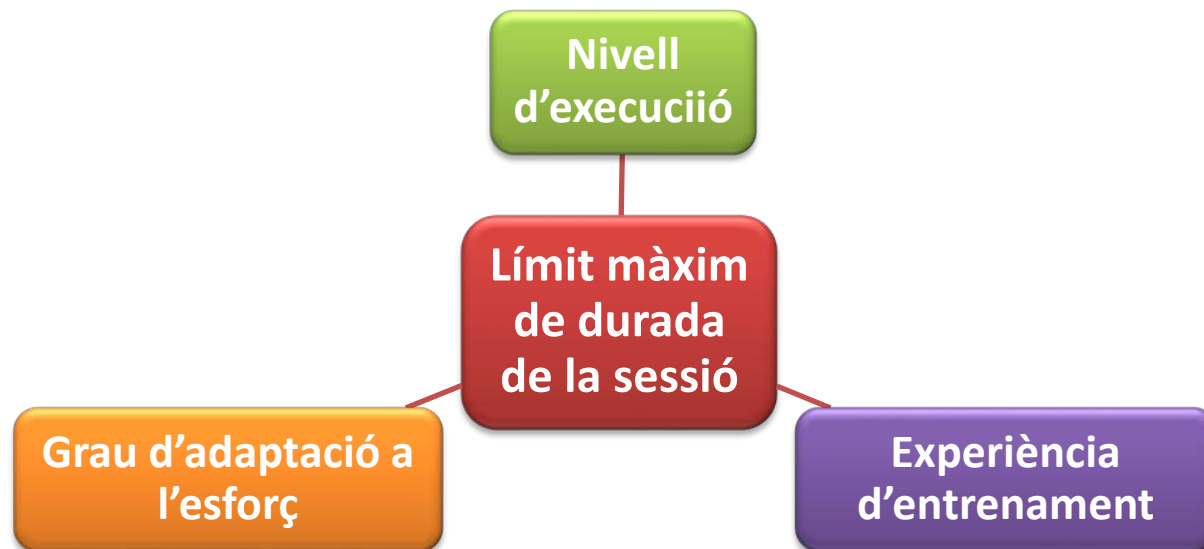 Nivell
d’execuciió
Límit màxim
de durada
de la sessió
Grau d’adaptació a
l’esforç
Experiència
d’entrenament